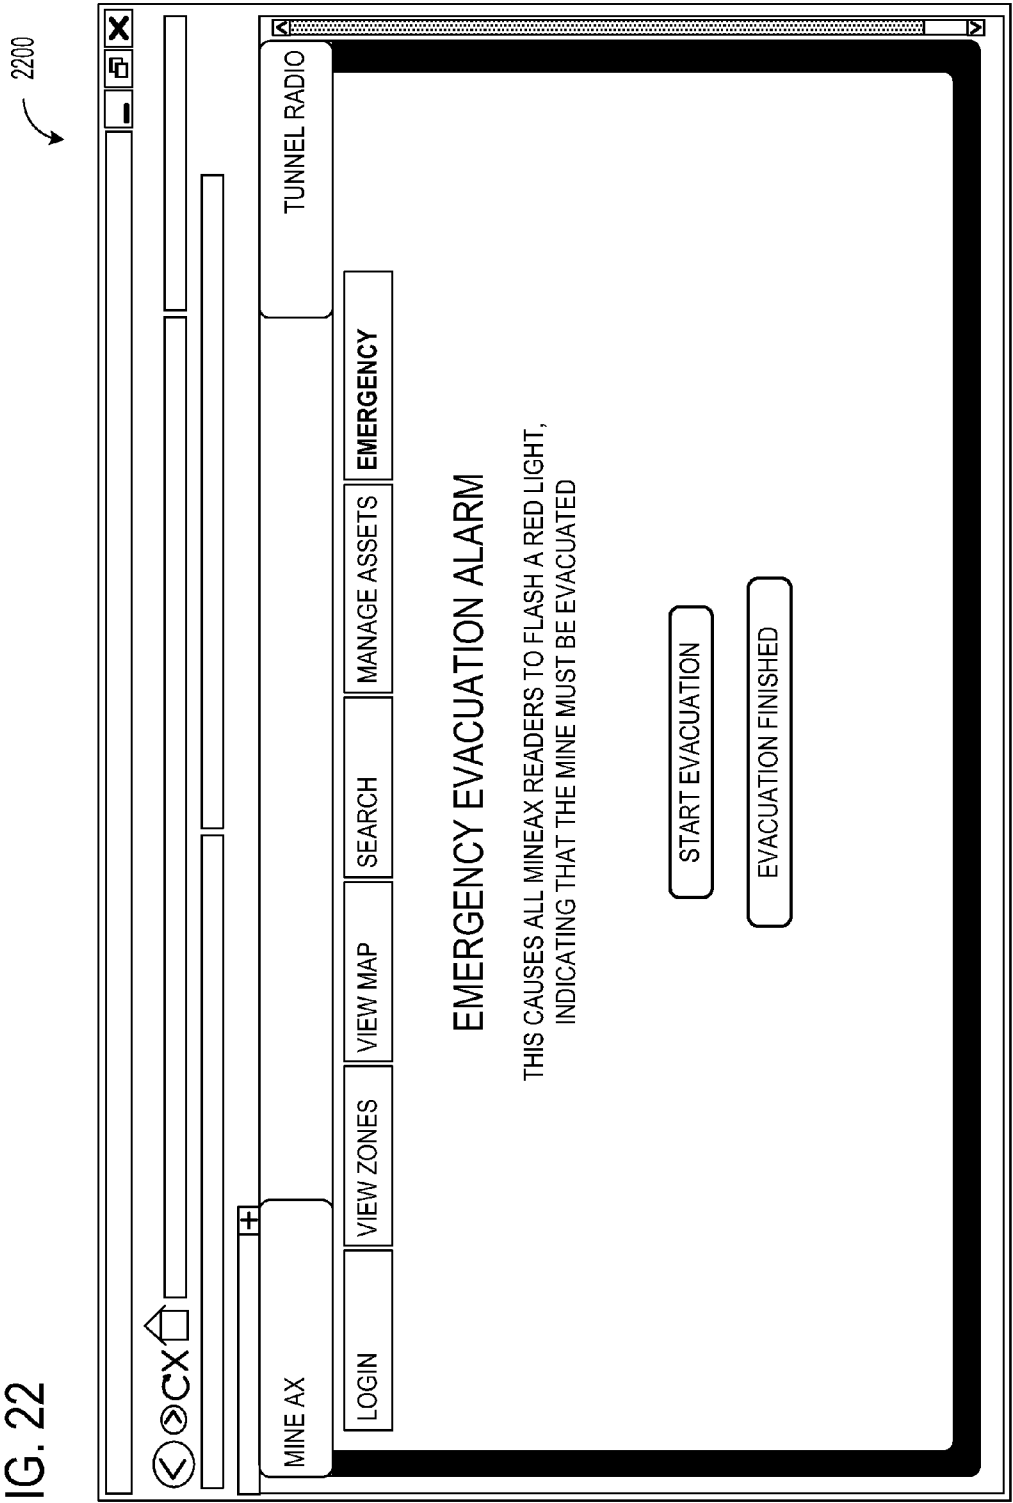 IG. 22
2200
MINE AX
TUNNEL RADIO
LOGIN
VIEW ZONES
VIEW MAP
SEARCH
MANAGE ASSETS
EMERGENCY
EMERGENCY EVACUATION ALARM
THIS CAUSES ALL MINEAX READERS TO FLASH A RED LIGHT,
INDICATING THAT THE MINE MUST BE EVACUATED
START EVACUATION
EVACUATION FINISHED